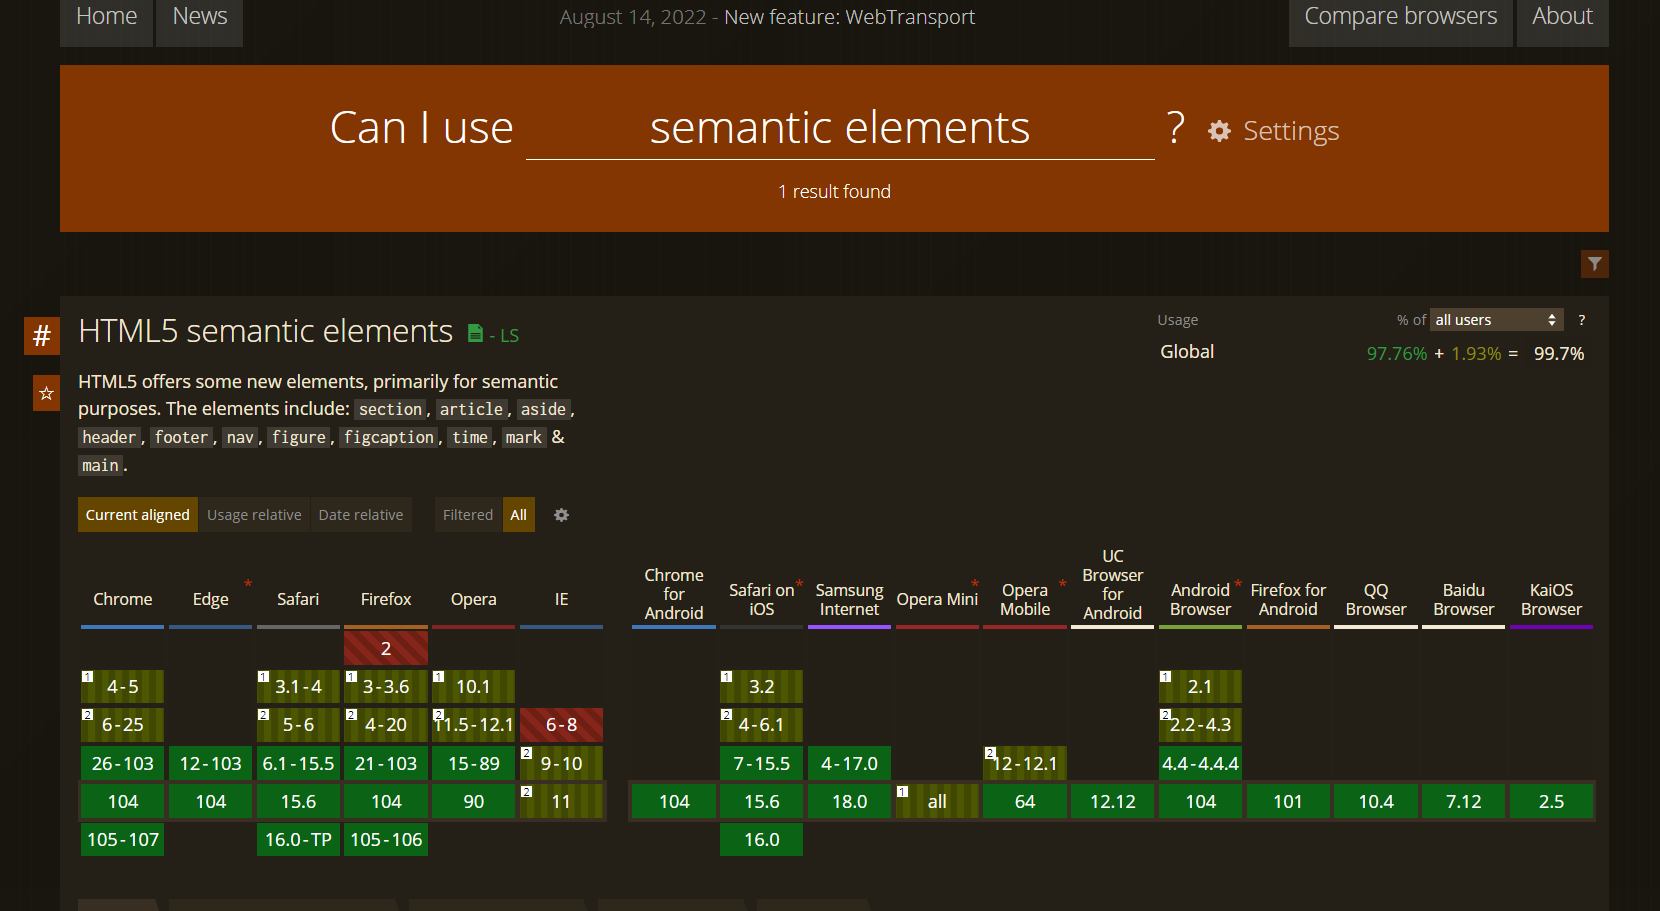 Home News August 14, 2022 - New feature: WebTransport Compare browsers About
Can I use semantic elements ? Settings
1 result found
# HTML5 semantic elements - LS
Usage % of all users ?
Global 97.76% + 1.93% = 99.7%
☆ HTML5 offers some new elements, primarily for semantic
purposes. The elements include: section, article, aside,
header, footer, nav, figure, figcaption, time, mark &
main.
Current aligned Usage relative Date relative Filtered All
Chrome Edge * Safari Firefox Opera IE Chrome for Android Safari on iOS * Samsung Internet Opera Mini * Opera Mobile * UC Browser for Android Android Browser * Firefox for Android QQ Browser Baidu Browser KaiOS Browser
2
1 4-5 1 3.1-4 1 3-3.6 1 10.1 1 3.2 1 2.1
2 6-25 2 5-6 2 4-20 2 11.5-12.1 6-8 2 4-6.1 2 2.2-4.3
26-103 12-103 6.1-15.5 21-103 15-89 2 9-10 7-15.5 4-17.0 2 12-12.1 4.4-4.4.4
104 104 15.6 104 90 2 11 104 15.6 18.0 1 all 64 12.12 104 101 10.4 7.12 2.5
105-107 16.0-TP 105-106 16.0